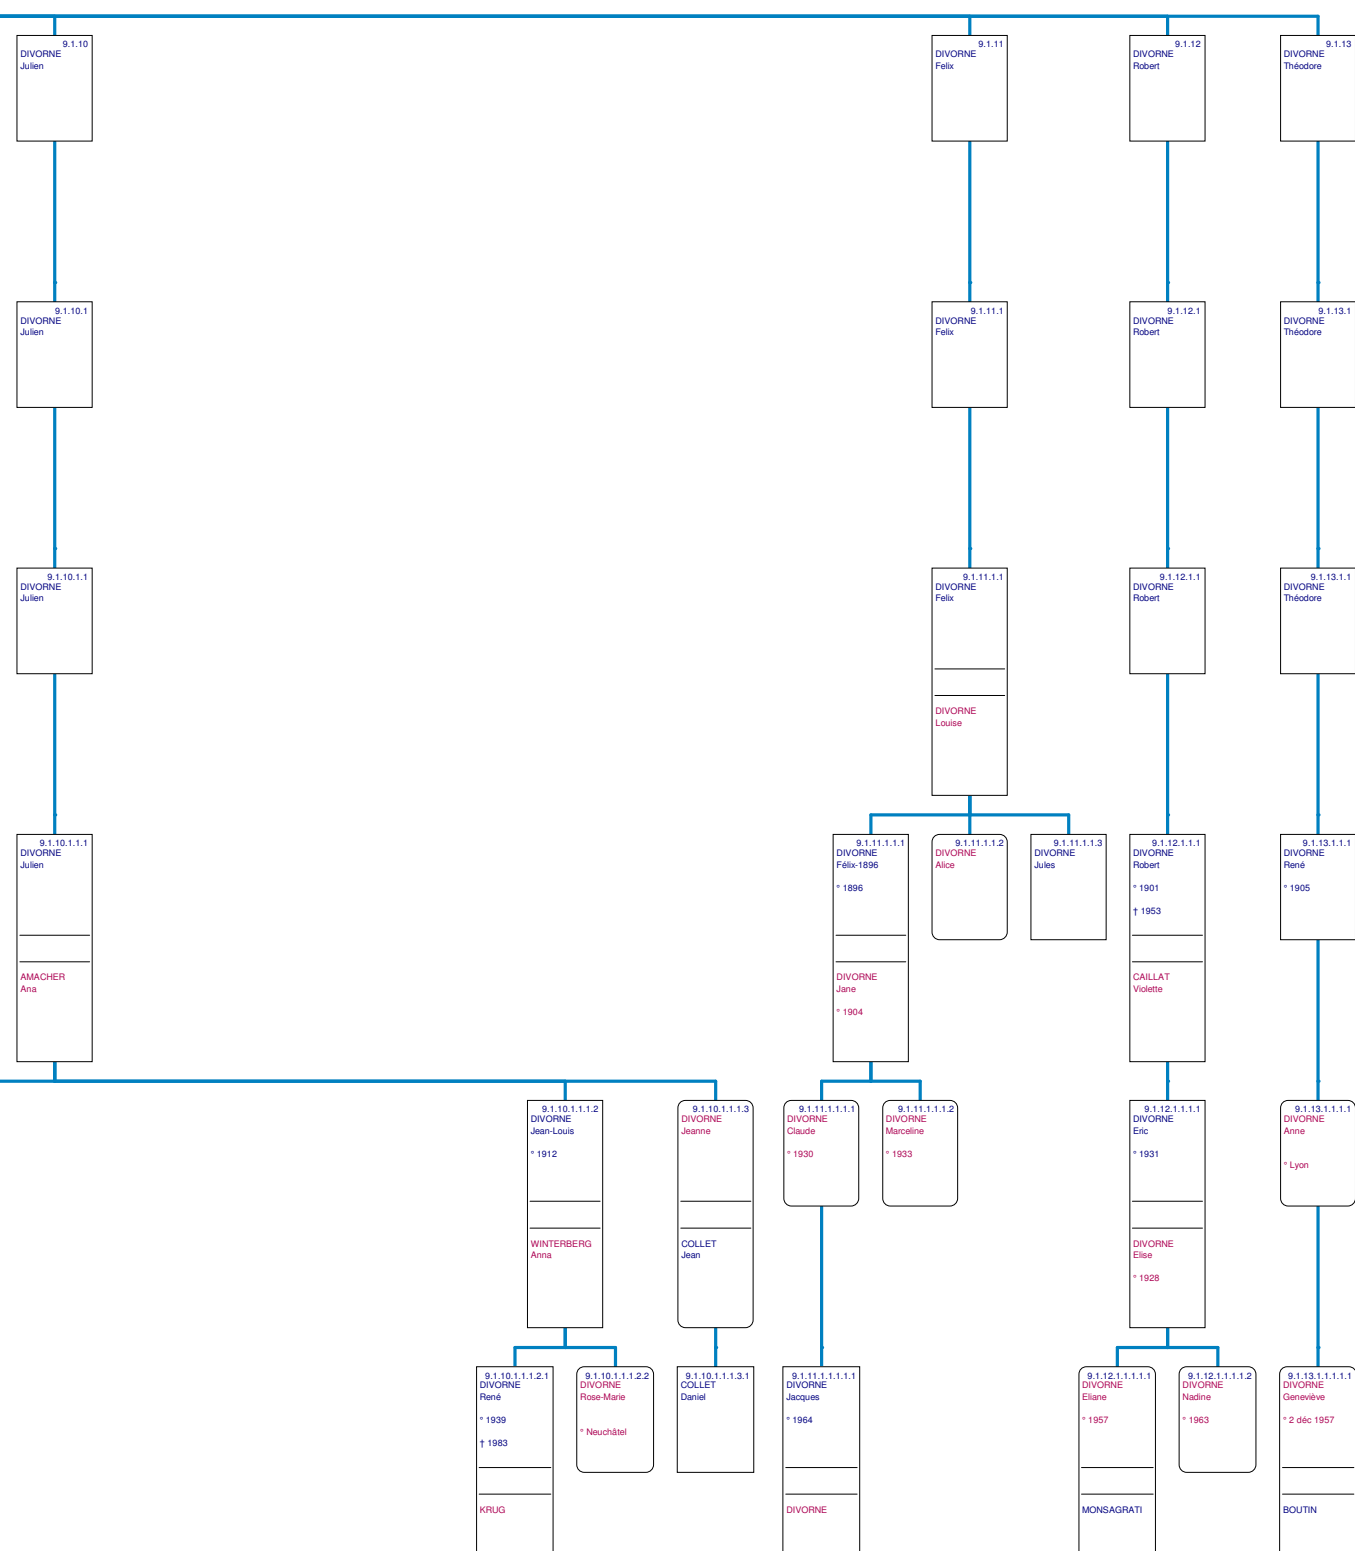 9.1.10
DIVORNE
Julien
9.1.11
DIVORNE
Felix
9.1.12
DIVORNE
Robert
9.1.13
DIVORNE
Théodore
9.1.10.1
DIVORNE
Julien
9.1.11.1
DIVORNE
Felix
9.1.12.1
DIVORNE
Robert
9.1.13.1
DIVORNE
Théodore
9.1.10.1.1
DIVORNE
Julien
9.1.11.1.1
DIVORNE
Felix
DIVORNE
Louise
9.1.12.1.1
DIVORNE
Robert
9.1.13.1.1
DIVORNE
Théodore
9.1.10.1.1.1
DIVORNE
Julien
AMACHER
Ana
9.1.11.1.1.1
DIVORNE
Félix-1896
° 1896
DIVORNE
Jane
° 1904
9.1.11.1.1.2
DIVORNE
Alice
9.1.11.1.1.3
DIVORNE
Jules
9.1.12.1.1.1
DIVORNE
Robert
° 1901
† 1953
CAILLAT
Violette
9.1.13.1.1.1
DIVORNE
René
° 1905
9.1.10.1.1.1.2
DIVORNE
Jean-Louis
° 1912
WINTERBERG
Anna
9.1.10.1.1.1.3
DIVORNE
Jeanne
COLLET
Jean
9.1.11.1.1.1.1
DIVORNE
Claude
° 1930
9.1.11.1.1.1.2
DIVORNE
Marceline
° 1933
9.1.12.1.1.1.1
DIVORNE
Eric
° 1931
DIVORNE
Elise
° 1928
9.1.13.1.1.1.1
DIVORNE
Anne
° Lyon
9.1.10.1.1.1.2.1
DIVORNE
René
° 1939
† 1983
KRUG
9.1.10.1.1.1.2.2
DIVORNE
Rose-Marie
° Neuchâtel
9.1.10.1.1.1.3.1
COLLET
Daniel
9.1.11.1.1.1.1.1
DIVORNE
Jacques
° 1964
DIVORNE
9.1.12.1.1.1.1.1
DIVORNE
Eliane
° 1957
MONSAGRATI
9.1.12.1.1.1.1.2
DIVORNE
Nadine
° 1963
9.1.13.1.1.1.1.1
DIVORNE
Geneviève
° 2 déc 1957
BOUTIN